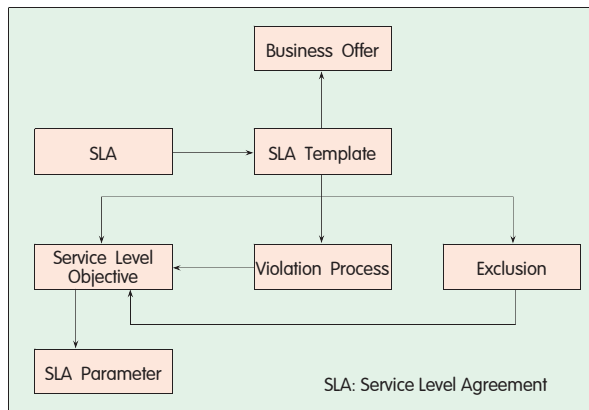 Business Offer
SLA
SLA Template
Service Level
Objective
Violation Process
Exclusion
SLA Parameter
SLA: Service Level Agreement